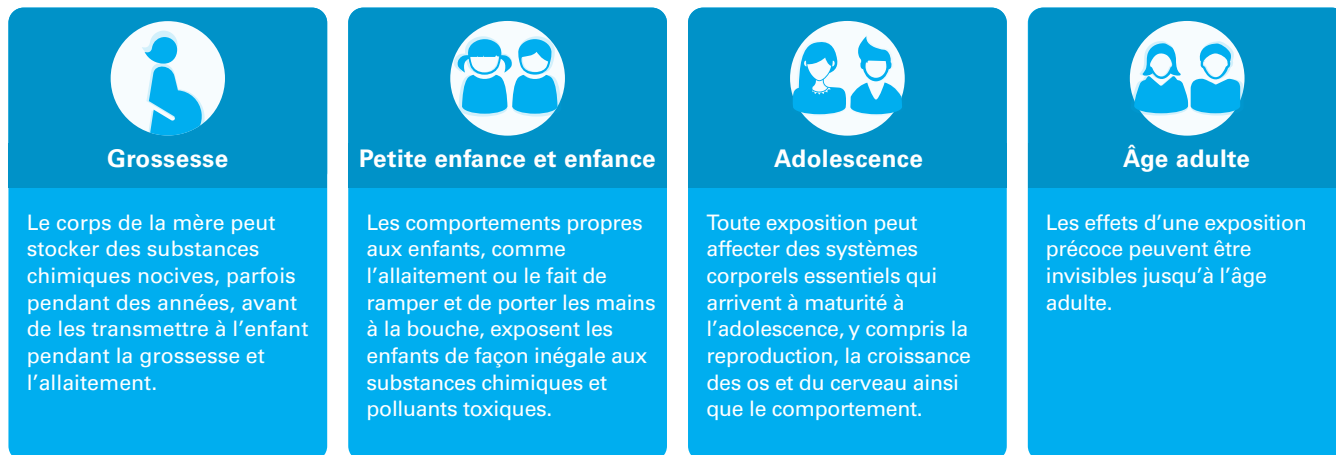 Grossesse
Le corps de la mère peut
stocker des substances
chimiques nocives, parfois
pendant des années, avant
de les transmettre à l’enfant
pendant la grossesse et
l’allaitement.
Petite enfance et enfance
Les comportements propres
aux enfants, comme
l’allaitement ou le fait de
ramper et de porter les mains
à la bouche, exposent les
enfants de façon inégale aux
substances chimiques et
polluants toxiques.
Adolescence
Toute exposition peut
affecter des systèmes
corporels essentiels qui
arrivent à maturité à
l’adolescence, y compris la
reproduction, la croissance
des os et du cerveau ainsi
que le comportement.
Âge adulte
Les effets d’une exposition
précoce peuvent être
invisibles jusqu’à l’âge
adulte.